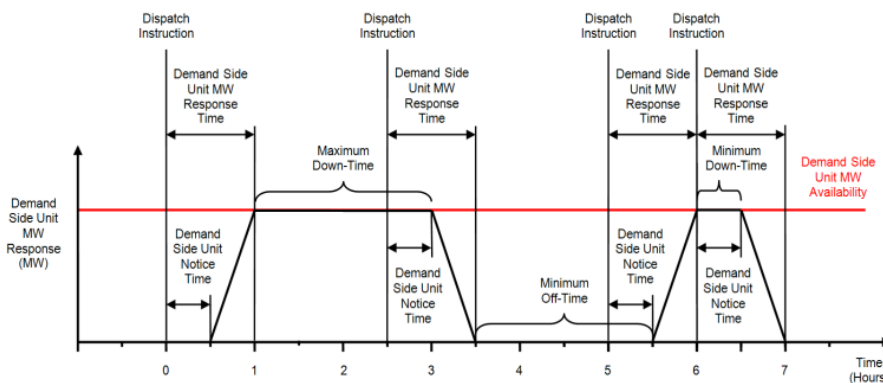 Dispatch
Instruction
Dispatch
Instruction
Dispatch
Instruction
Dispatch
Instruction
Demand Side
Unit MW
Response
Time
Demand Side
Unit MW
Response
Time
Demand Side
Unit MW
Response
Time
Demand Side
Unit MW
Response
Time
Maximum
Down-Time
Minimum
Down-Time
Demand Side
Unit MW
Availability
Demand
Side Unit
MW
Response
(MW)
Demand
Side Unit
Notice
Time
Demand
Side Unit
Notice
Time
Minimum
Off-Time
Demand
Side Unit
Notice
Time
Demand
Side Unit
Notice
Time
0 1 2 3 4 5 6 7
Time
(Hours)